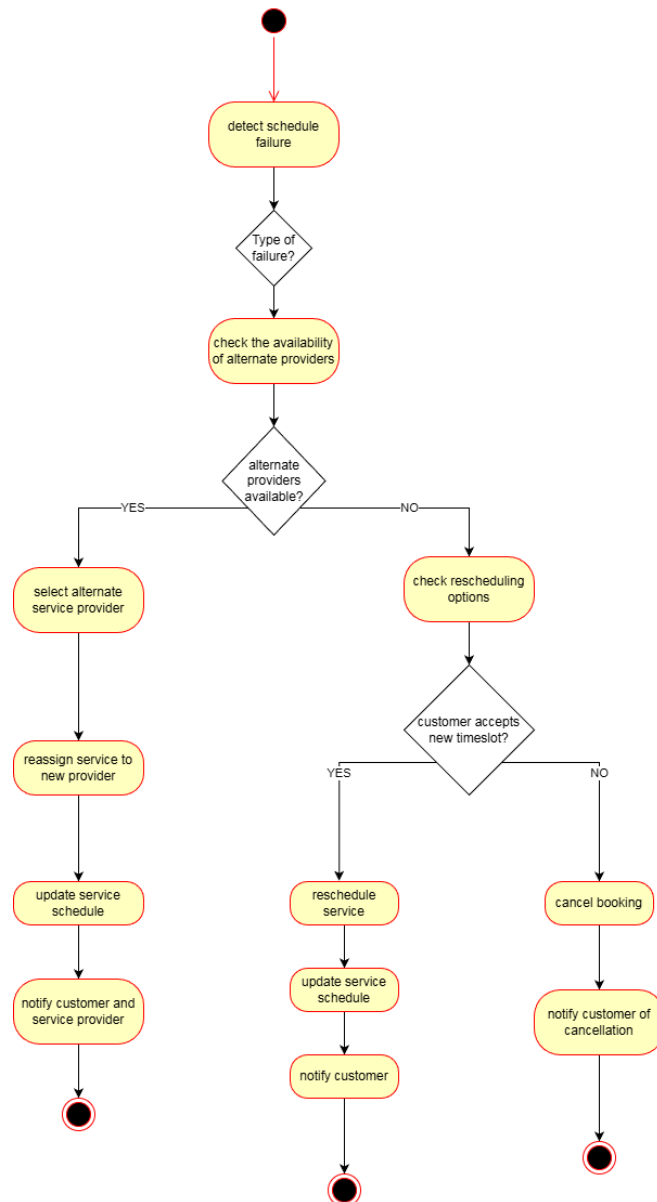 detect schedule
failure
Type of
failure?
check the availability
of alternate providers
alternate
providers
available?
YES
NO
select alternate
service provider
check rescheduling
options
customer accepts
new timeslot?
reassign service to
new provider
YES
NO
update service
schedule
reschedule
service
cancel booking
update service
schedule
notify customer and
service provider
notify customer of
cancellation
notify customer